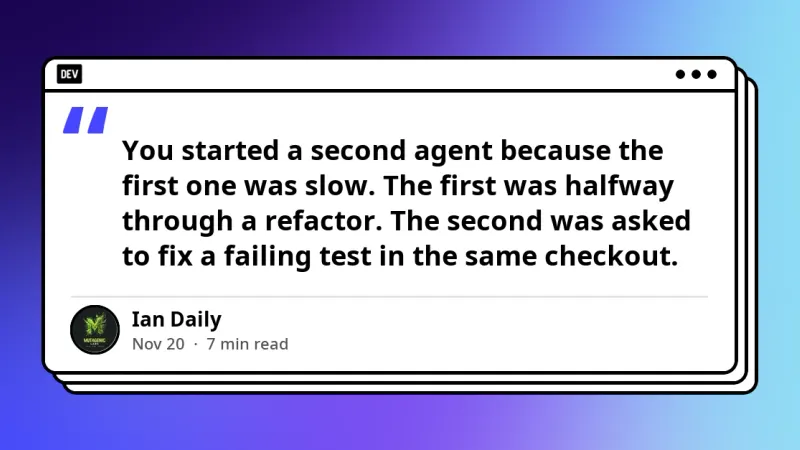 DEV
You started a second agent because the
first one was slow. The first was halfway
through a refactor. The second was asked
to fix a failing test in the same checkout.
Ian Daily
Nov 20 · 7 min read